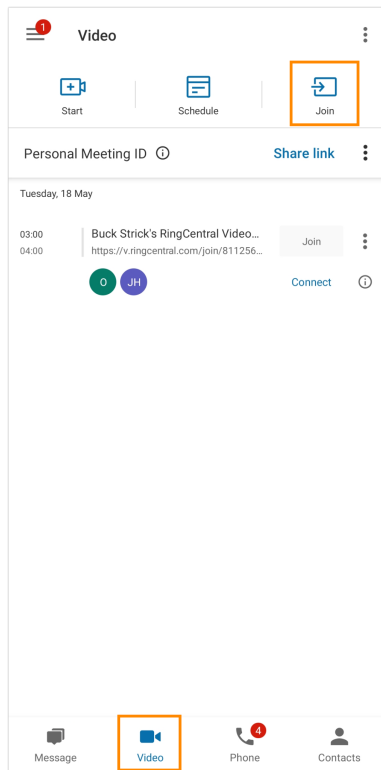 1
Video
Start
Schedule
Join
Personal Meeting ID
Share link
Tuesday, 18 May
03:00
Buck Strick's RingCentral Video...
Join
04:00
https://v.ringcentral.com/join/811256...
O
JH
Connect
4
Message
Video
Phone
Contacts